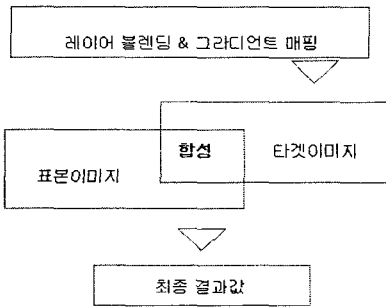 레이어 블렌딩 & 그라디언트 매핑
합성
타겟이미지
표본이미지
최종 결과값